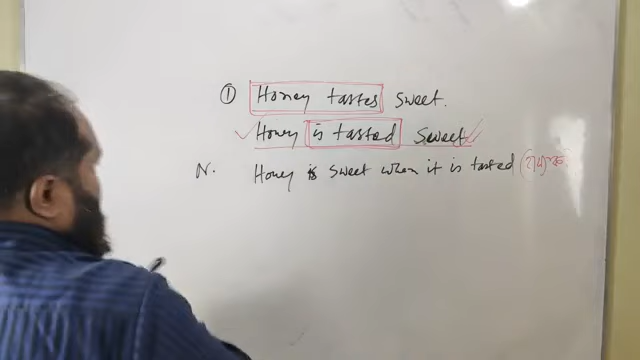 ① Honey tastes sweet.
Honey is tasted sweet
N. Honey is sweet when it is tasted